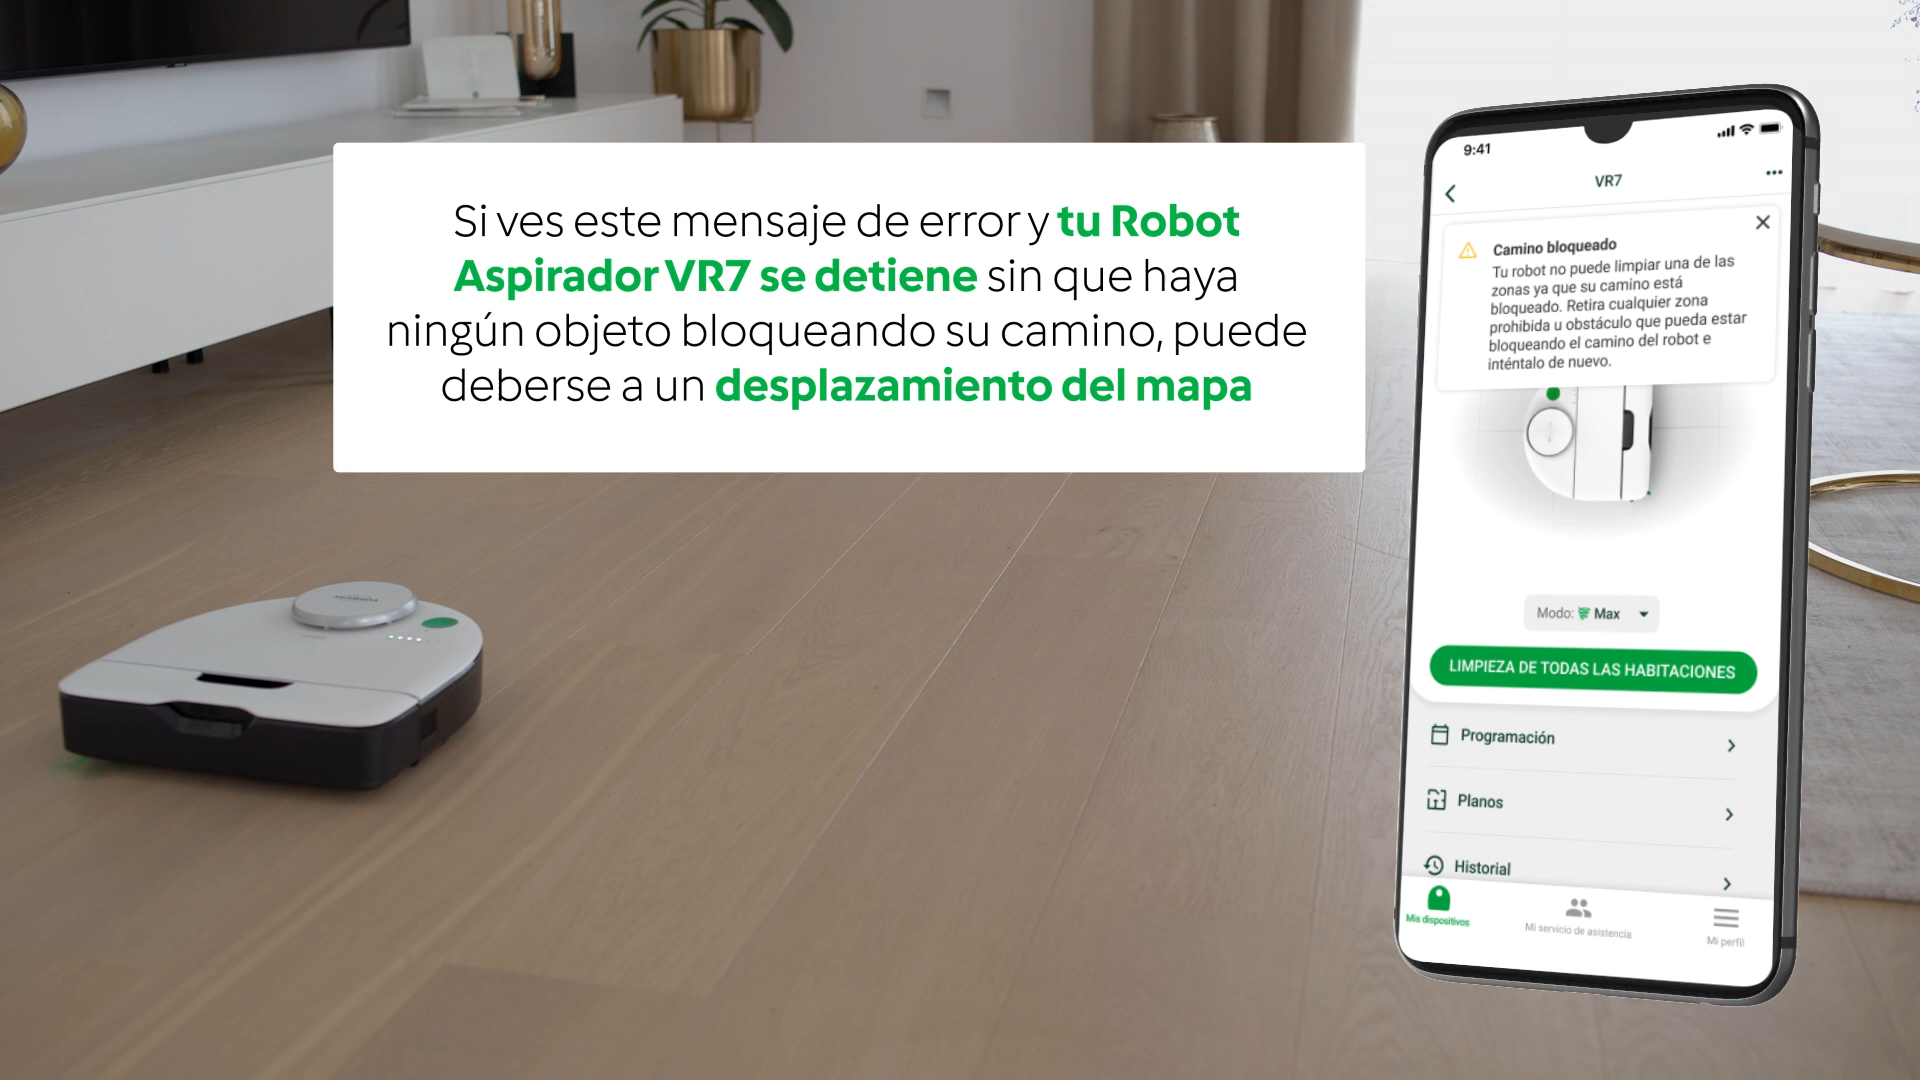 Si ves este mensaje de error y tu Robot
Aspirador VR7 se detiene sin que haya
ningún objeto bloqueando su camino, puede
deberse a un desplazamiento del mapa
9:41
VR7
Camino bloqueado
Tu robot no puede limpiar una de las
zonas ya que su camino está
bloqueado. Retira cualquier zona
prohibida u obstáculo que pueda estar
bloqueando el camino del robot e
inténtalo de nuevo.
Modo: Max
LIMPIEZA DE TODAS LAS HABITACIONES
Programación
Planos
Historial
Mis dispositivos
Mi servicio de asistencia
Mi perfil